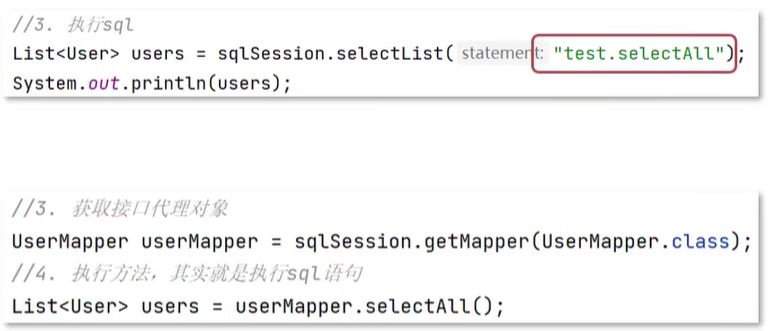 //3. 执行sql
List<User> users = sqlSession.selectList( statement: "test.selectAll");
System.out.println(users);
//3. 获取接口代理对象
UserMapper userMapper = sqlSession.getMapper(UserMapper.class);
//4. 执行方法，其实就是执行sql语句
List<User> users = userMapper.selectAll();